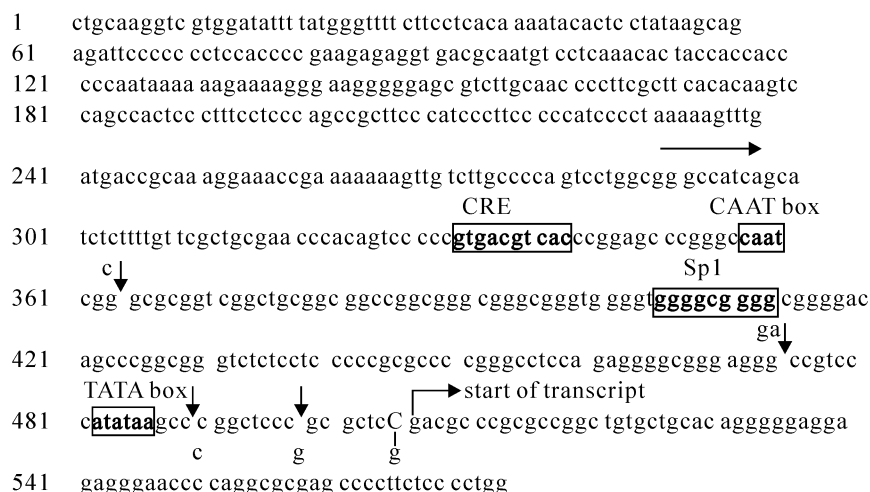 1 ctgcaaggtc gtggatattt tatgggtttt cttcctcaca aaatacactc ctataagcag
61 agattccccc cctccacccc gaagagaggt gacgcaatgt cctcaaacac taccaccacc
121 cccaataaaa aagaaaaggg aagggggagc gtcttgcaac cccttcgctt cacacaagtc
181 cagccactcc ctttcctccc agccgcttcc catcccttcc cccatcccct aaaaagtttg
241 atgaccgcaa aggaaaccga aaaaaagttg tcttgcccca gtcctggcgg gccatcagca
CRE CAAT box
301 tctcttttgt tcgctgcgaa cccacagtcc cccgtgacgt cacccggagc ccgggccaat
c Sp1
361 cgg gcgcggt cggctgcggc ggccggcggg cgggcgggtg gggtggggcg gggcggggac
ga
421 agcccggcgg gtctctcctc ccccgcgccc cgggcctcca gaggggcggg aggg ccgtcc
TATA box start of transcript
481 catataagcc c ggctccc gc gctcC gacgc ccgcgccggc tgtgctgcac agggggagga
c g g
541 gagggaaccc caggcgcgag ccccttctcc cctgg